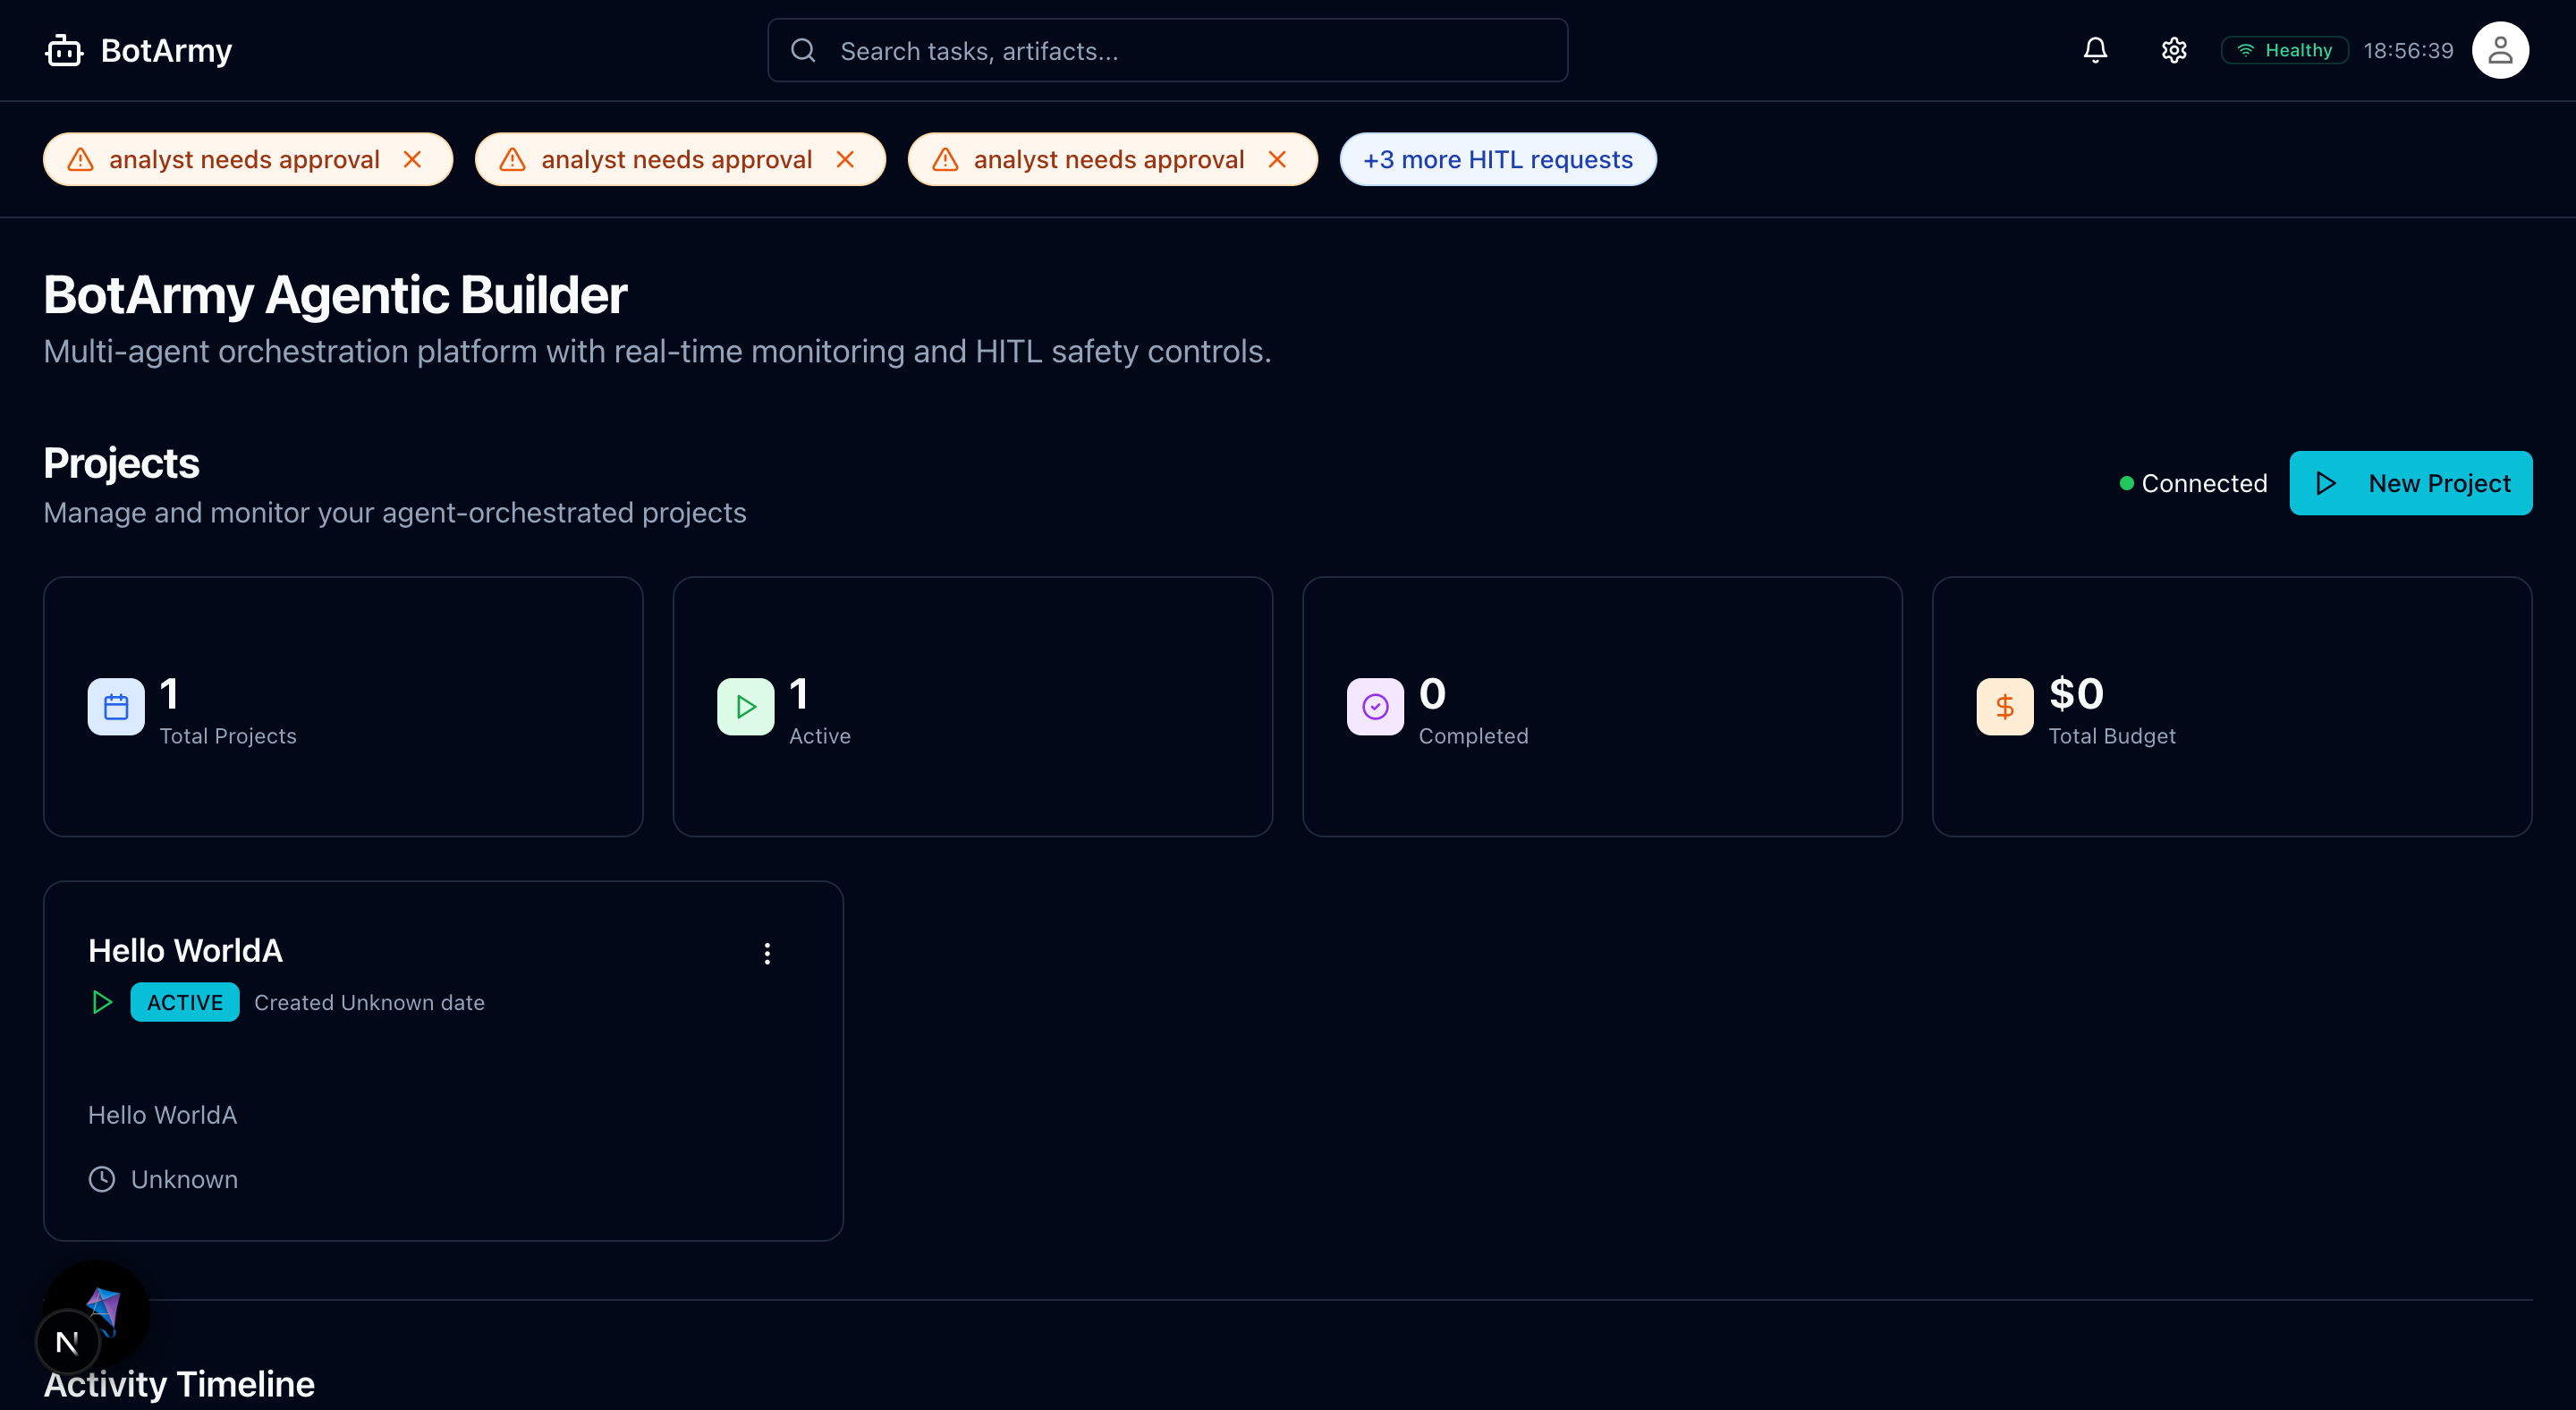 BotArmy
Search tasks, artifacts...
Healthy
18:56:39
analyst needs approval
analyst needs approval
analyst needs approval
+3 more HITL requests
BotArmy Agentic Builder
Multi-agent orchestration platform with real-time monitoring and HITL safety controls.
Projects
Manage and monitor your agent-orchestrated projects
Connected
New Project
1
Total Projects
1
Active
0
Completed
$0
Total Budget
Hello WorldA
ACTIVE
Created Unknown date
Hello WorldA
Unknown
N
Activity Timeline